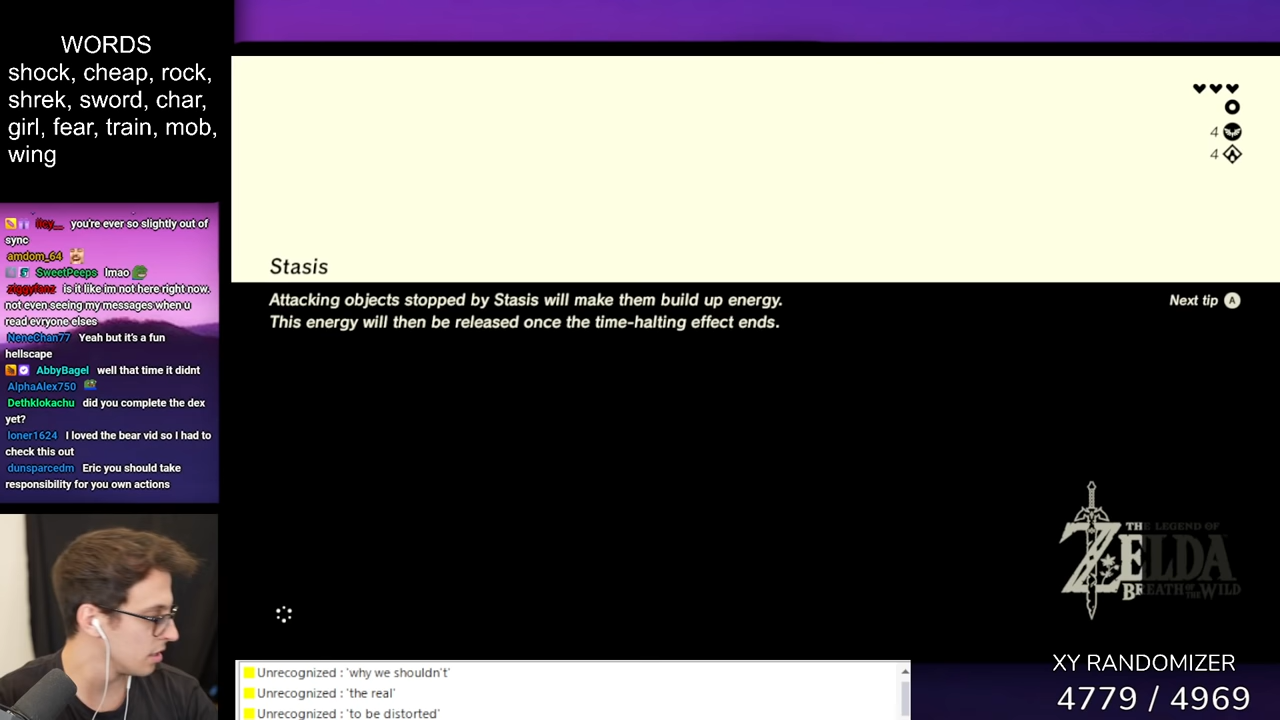 WORDS
shock, cheap, rock,
shrek, sword, char,
girl, fear, train, mob,
wing
you're ever so slightly out of
sync
amdom_64
SweetPeeps lmao
ziggyfanz is it like im not here right now.
not even seeing my messages when u
read evryone elses
NeneChan77 Yeah but it's a fun
hellscape
AbbyBagel well that time it didnt
AlphaAlex750
Dethklokachu did you complete the dex
yet?
loner1624 I loved the bear vid so I had to
check this out
dunsparcedm Eric you should take
responsibility for you own actions
4
4
Stasis
Attacking objects stopped by Stasis will make them build up energy.
This energy will then be released once the time-halting effect ends.
Next tip A
THE LEGEND OF
ZELDA
BREATH OF THE WILD
Unrecognized : 'why we shouldn't'
Unrecognized : 'the real'
Unrecognized : 'to be distorted'
XY RANDOMIZER
4779 / 4969